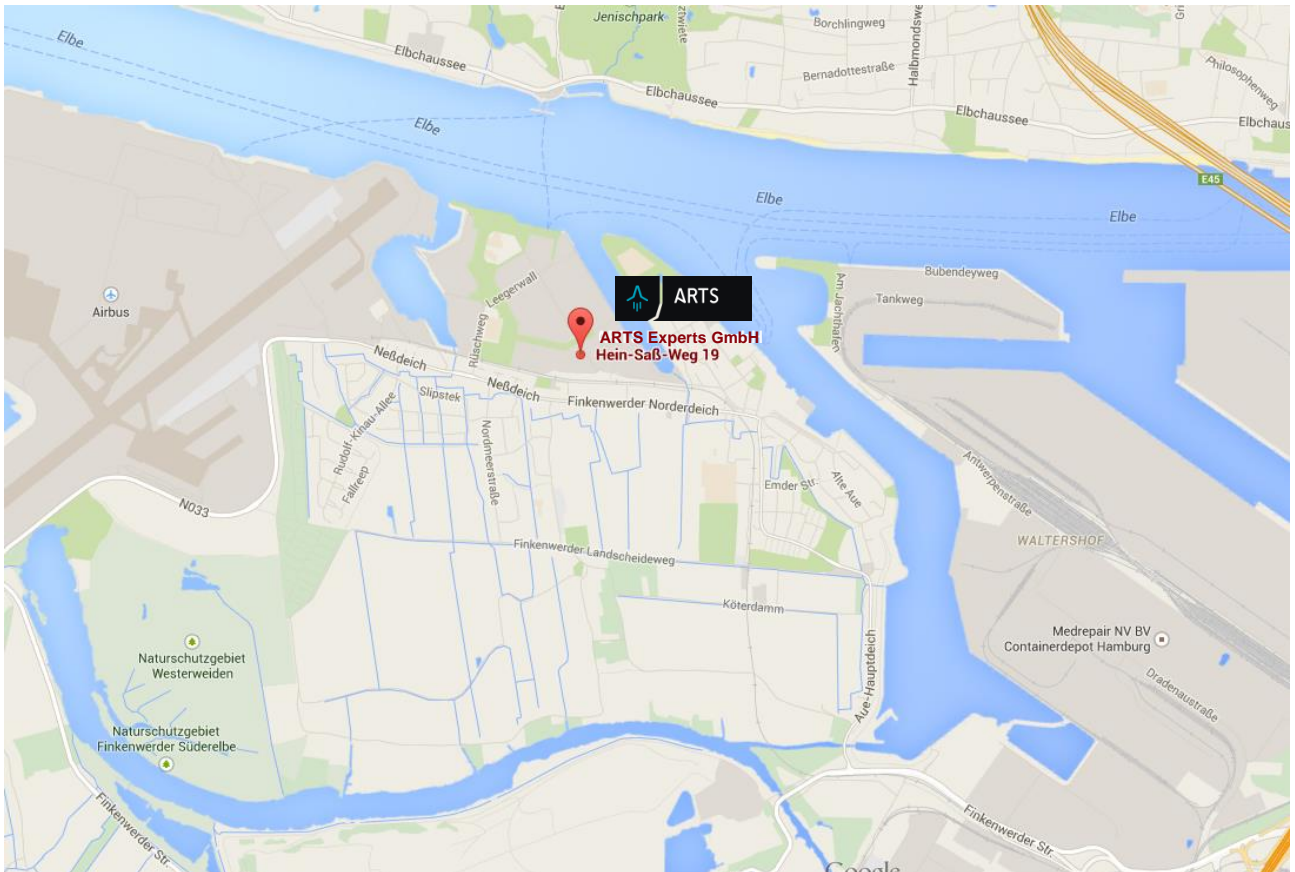 Jenischpark
Borchlingweg
Halbmondswe
Elbe
Elbchaussee
Bernadottestraße
Philosophenweg
Elbchaussee
Elbchaussee
Elbchaus
Elbe
E45
Elbe
Elbe
Leegerwall
Am Jachthafen
Bubendeyweg
Tankweg
Airbus
ARTS
Rüschweg
ARTS Experts GmbH
Hein-Saß-Weg 19
Neßdeich
Neßdeich
Slipstek
Finkenwerder Norderdeich
Rudolf-Kinau-Allee
Fallreep
Nordmeerstraße
Emder Str.
Alte Aue
Antwerpenstraße
N033
WALTERSHOF
Finkenwerder Landscheideweg
Köterdamm
Medrepair NV BV
Containerdepot Hamburg
Naturschutzgebiet
Westerweiden
Aue-Hauptdeich
Dradenaustraße
Naturschutzgebiet
Finkenwerder Süderelbe
Finkenwerder Str.
Finkenwerder Str.
Google